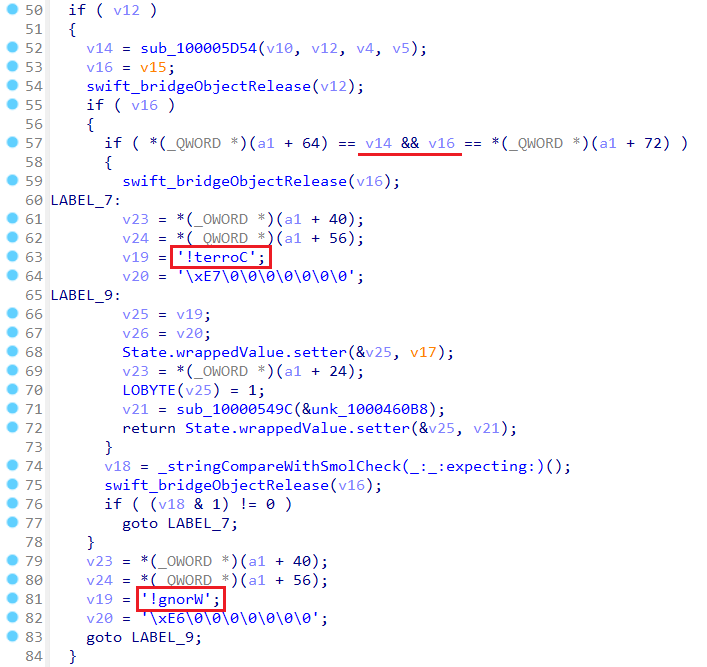 50 if ( v12 )
51 {
52 v14 = sub_100005D54(v10, v12, v4, v5);
53 v16 = v15;
54 swift_bridgeObjectRelease(v12);
55 if ( v16 )
56 {
57 if ( *(_QWORD *)(a1 + 64) == v14 && v16 == *(_QWORD *)(a1 + 72) )
58 {
59 swift_bridgeObjectRelease(v16);
60 LABEL_7:
61 v23 = *(_OWORD *)(a1 + 40);
62 v24 = *(_QWORD *)(a1 + 56);
63 v19 = '!terroC';
64 v20 = '\xE7\0\0\0\0\0\0\0';
65 LABEL_9:
66 v25 = v19;
67 v26 = v20;
68 State.wrappedValue.setter(&v25, v17);
69 v23 = *(_OWORD *)(a1 + 24);
70 LOBYTE(v25) = 1;
71 v21 = sub_10000549C(&unk_1000460B8);
72 return State.wrappedValue.setter(&v25, v21);
73 }
74 v18 = _stringCompareWithSmolCheck(_:_:expecting:)();
75 swift_bridgeObjectRelease(v16);
76 if ( (v18 & 1) != 0 )
77 goto LABEL_7;
78 }
79 v23 = *(_OWORD *)(a1 + 40);
80 v24 = *(_QWORD *)(a1 + 56);
81 v19 = '!gnorW';
82 v20 = '\xE6\0\0\0\0\0\0\0';
83 goto LABEL_9;
84 }